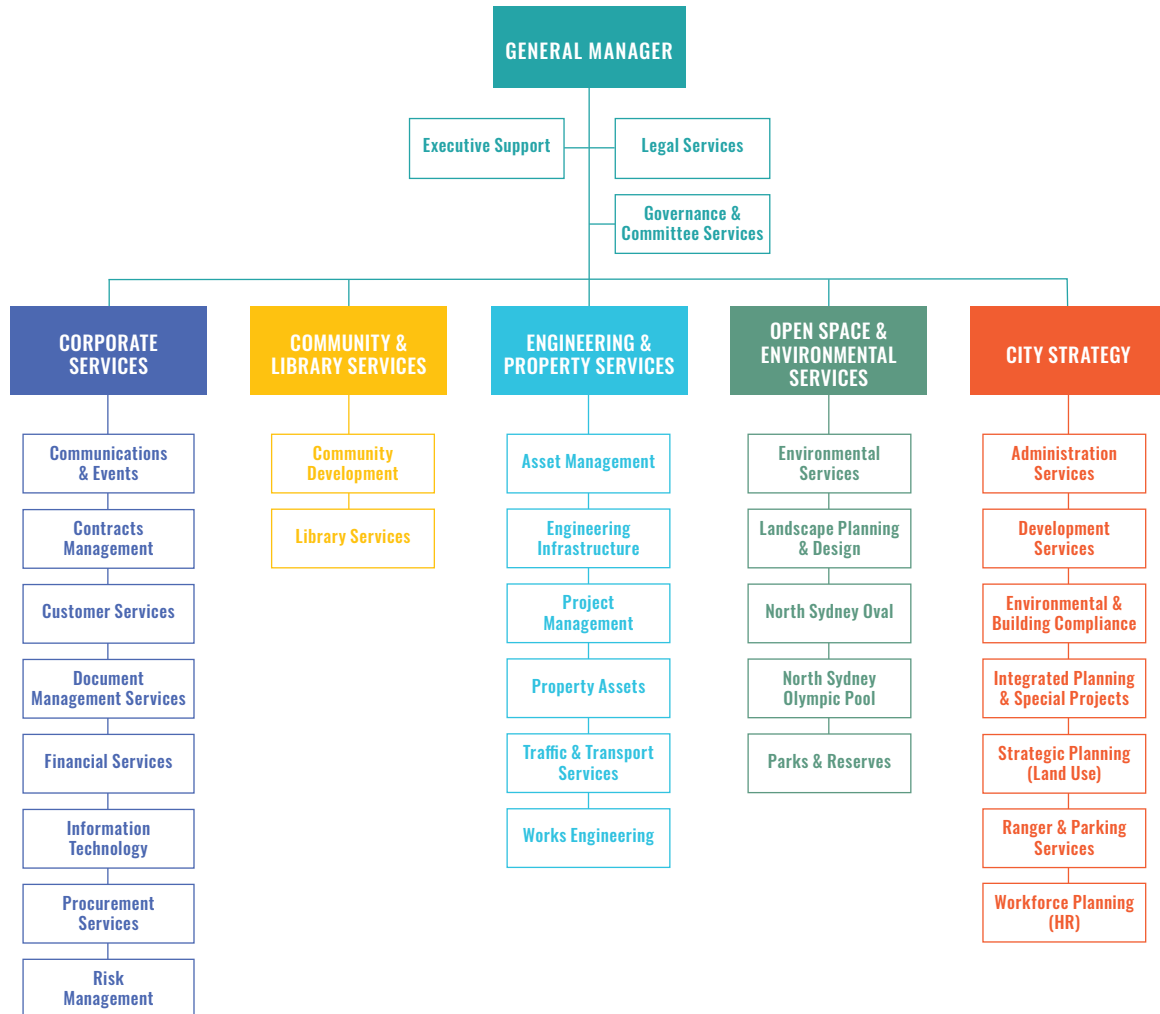 GENERAL MANAGER
Executive Support
Legal Services
Governance &
Committee Services
CORPORATE
SERVICES
Communications
& Events
Contracts
Management
Customer Services
Document
Management Services
Financial Services
Information
Technology
Procurement
Services
Risk
Management
COMMUNITY &
LIBRARY SERVICES
Community
Development
Library Services
ENGINEERING &
PROPERTY SERVICES
Asset Management
Engineering
Infrastructure
Project
Management
Property Assets
Traffic & Transport
Services
Works Engineering
OPEN SPACE &
ENVIRONMENTAL
SERVICES
Environmental
Services
Landscape Planning
& Design
North Sydney Oval
North Sydney
Olympic Pool
Parks & Reserves
CITY STRATEGY
Administration
Services
Development
Services
Environmental &
Building Compliance
Integrated Planning
& Special Projects
Strategic Planning
(Land Use)
Ranger & Parking
Services
Workforce Planning
(HR)